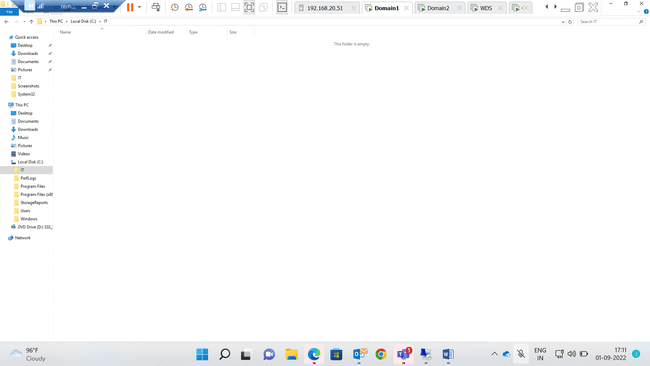 192.168.20.51
Domain1
Domain2
WDS
File
This PC
Local Disk (C:)
IT
Search IT
Name
Date modified
Type
Size
This folder is empty.
Quick access
Desktop
Downloads
Documents
Pictures
IT
Screenshots
System32
This PC
Desktop
Documents
Downloads
Music
Pictures
Videos
Local Disk (C:)
IT
PerfLogs
Program Files
Program Files (x86
StorageReports
Users
Windows
DVD Drive (D:) SSS_
Network
96°F
Cloudy
ENG
IN
17:11
01-09-2022